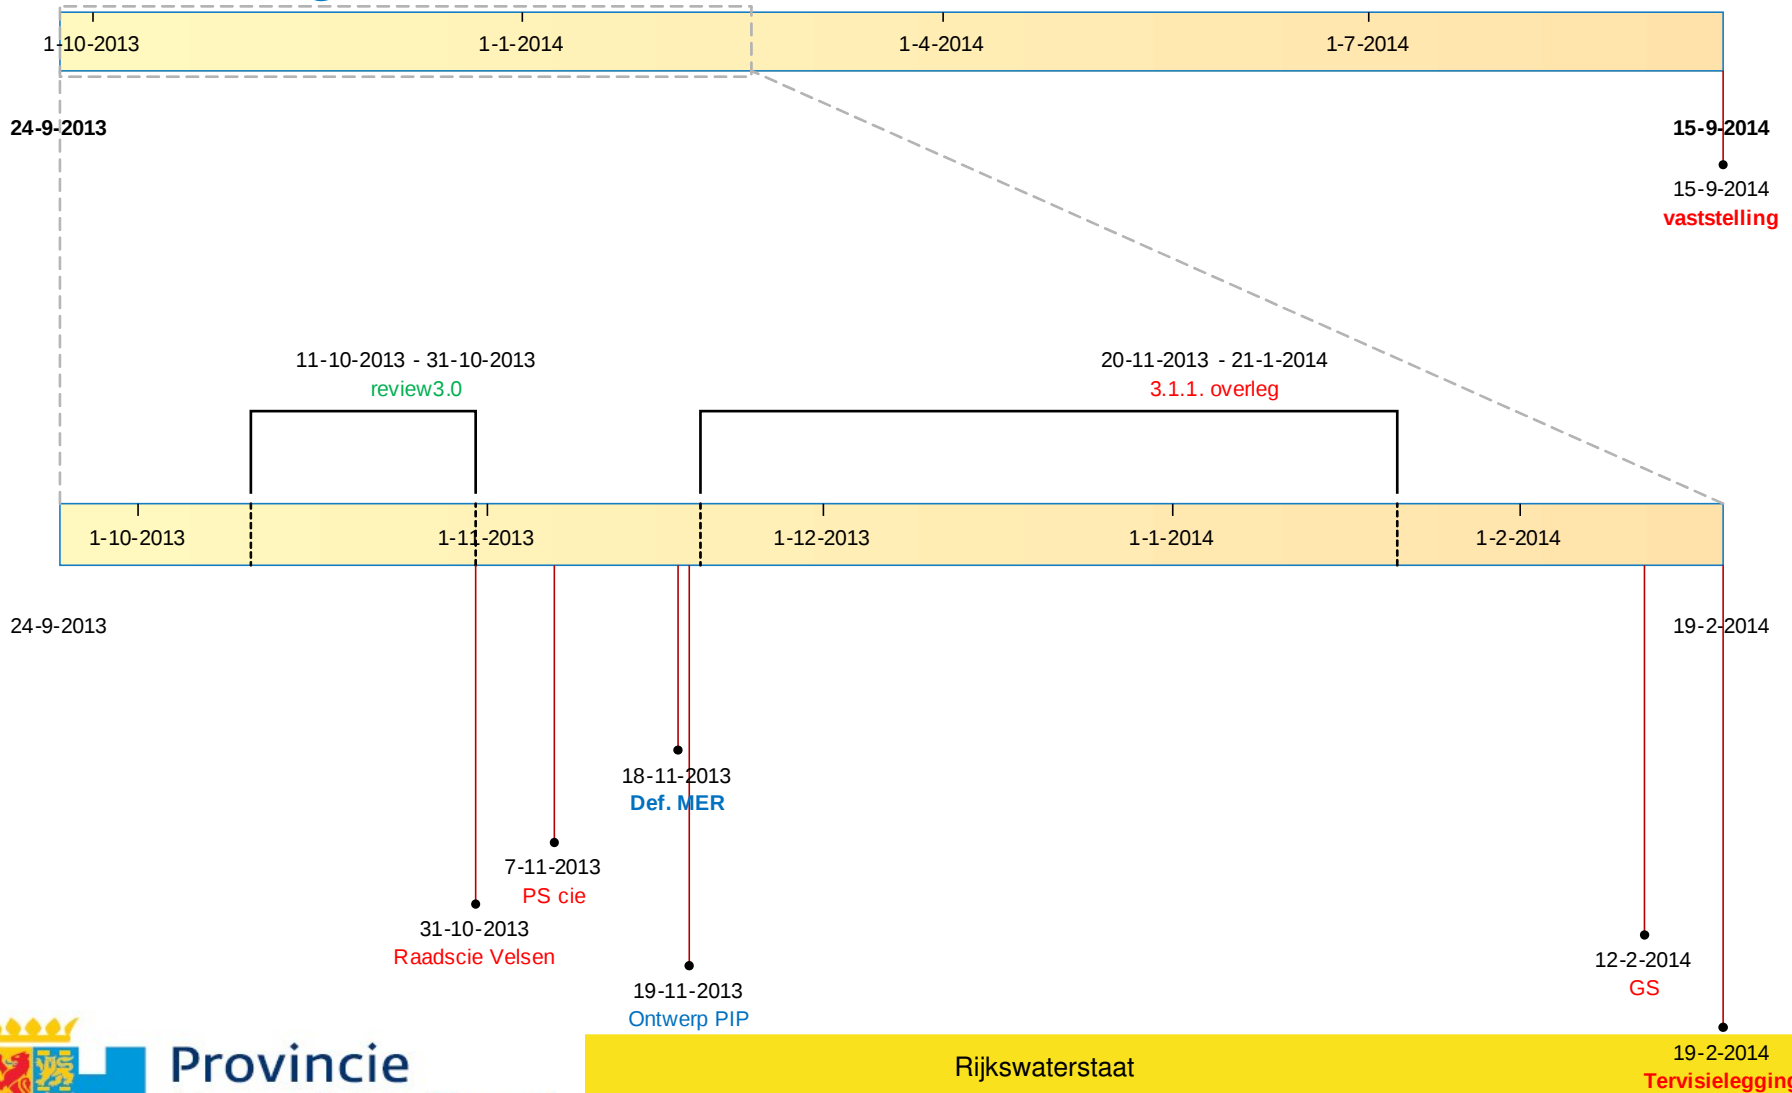 1-10-2013
1-1-2014
1-4-2014
1-7-2014
24-9-2013
15-9-2014
15-9-2014
vaststelling
11-10-2013 - 31-10-2013
review3.0
20-11-2013 - 21-1-2014
3.1.1. overleg
1-10-2013
1-11-2013
1-12-2013
1-1-2014
1-2-2014
24-9-2013
19-2-2014
18-11-2013
Def. MER
7-11-2013
PS cie
31-10-2013
Raadscie Velsen
19-11-2013
Ontwerp PIP
12-2-2014
GS
Provincie
Rijkswaterstaat
19-2-2014
Tervisielegging